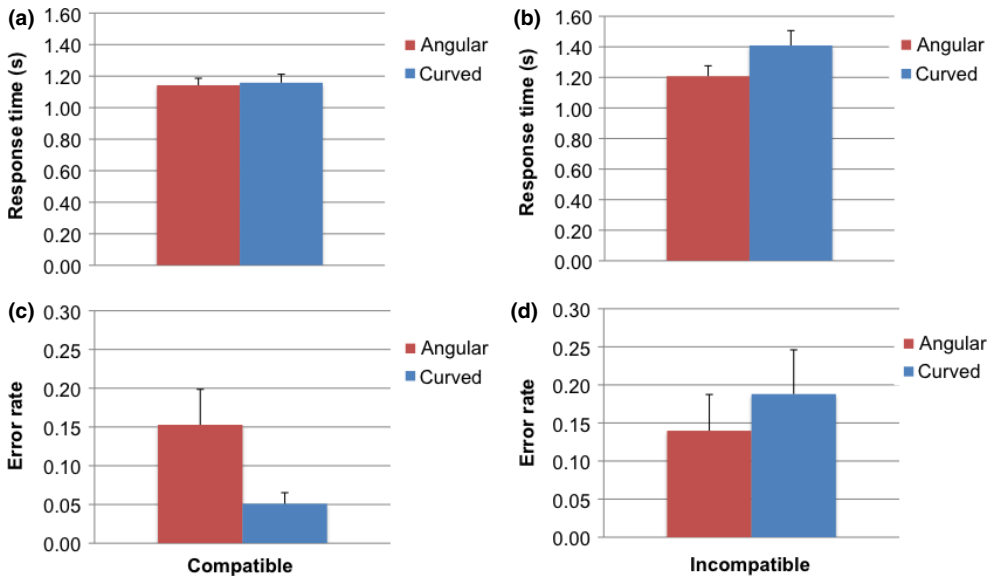 (a)
Response time (s)
1.60
1.40
1.20
1.00
0.80
0.60
0.40
0.20
0.00
Angular
Curved
(b)
Response time (s)
1.60
1.40
1.20
1.00
0.80
0.60
0.40
0.20
0.00
Angular
Curved
(c)
Error rate
0.30
0.25
0.20
0.15
0.10
0.05
0.00
Angular
Curved
Compatible
(d)
Error rate
0.30
0.25
0.20
0.15
0.10
0.05
0.00
Angular
Curved
Incompatible